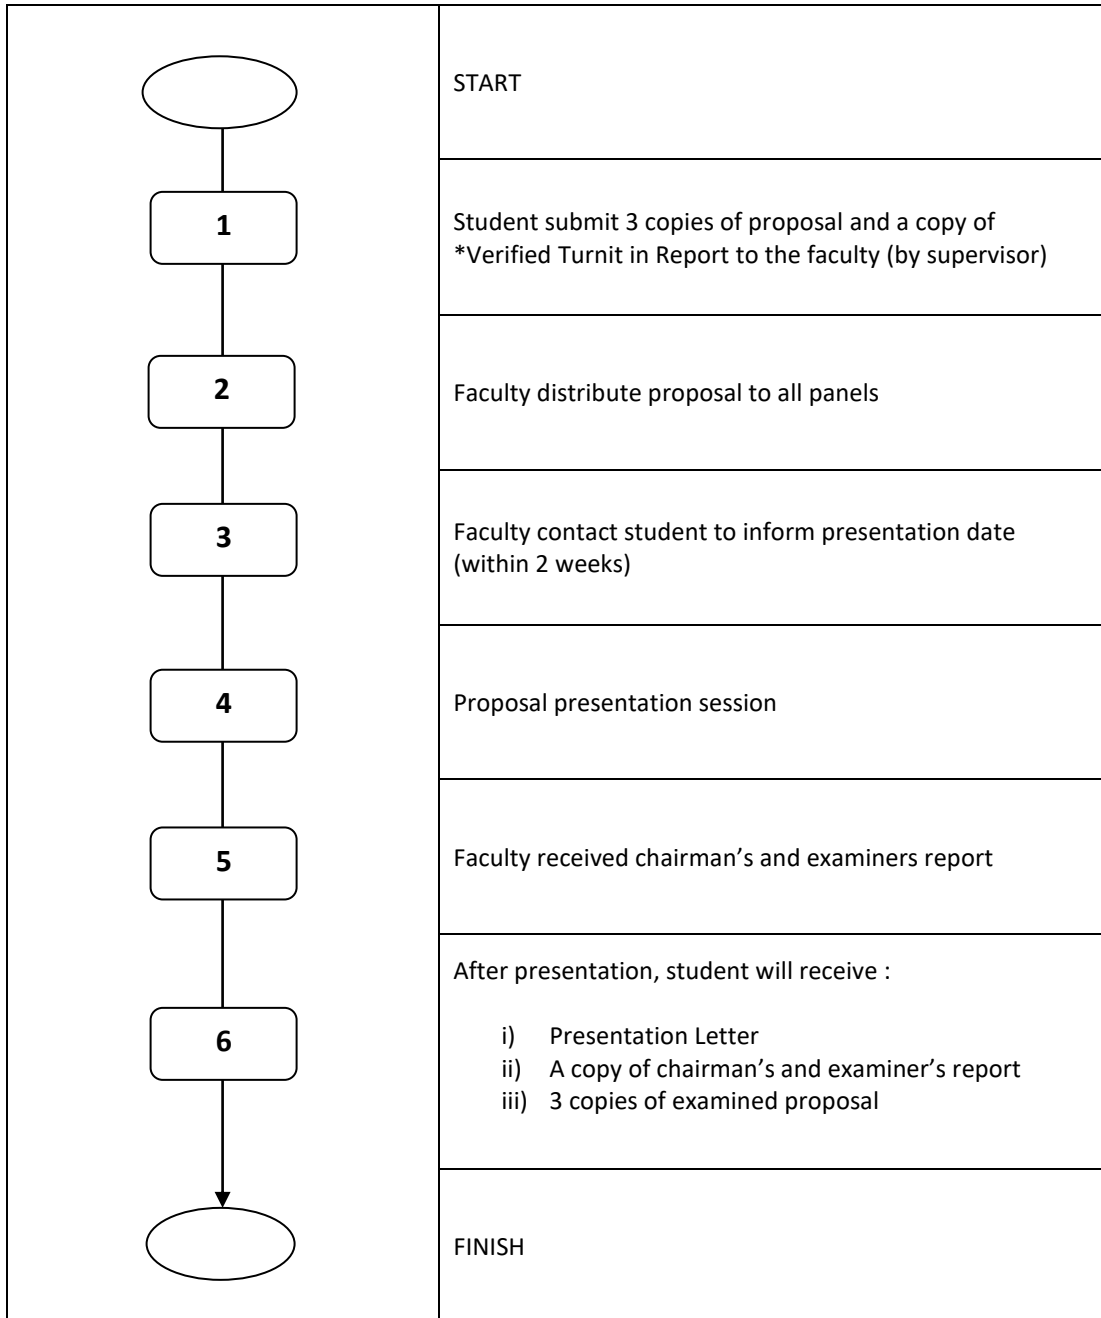 START
1
Student submit 3 copies of proposal and a copy of
*Verified Turnit in Report to the faculty (by supervisor)
2
Faculty distribute proposal to all panels
3
Faculty contact student to inform presentation date
(within 2 weeks)
4
Proposal presentation session
5
Faculty received chairman’s and examiners report
6
After presentation, student will receive :
i) Presentation Letter
ii) A copy of chairman’s and examiner’s report
iii) 3 copies of examined proposal
FINISH